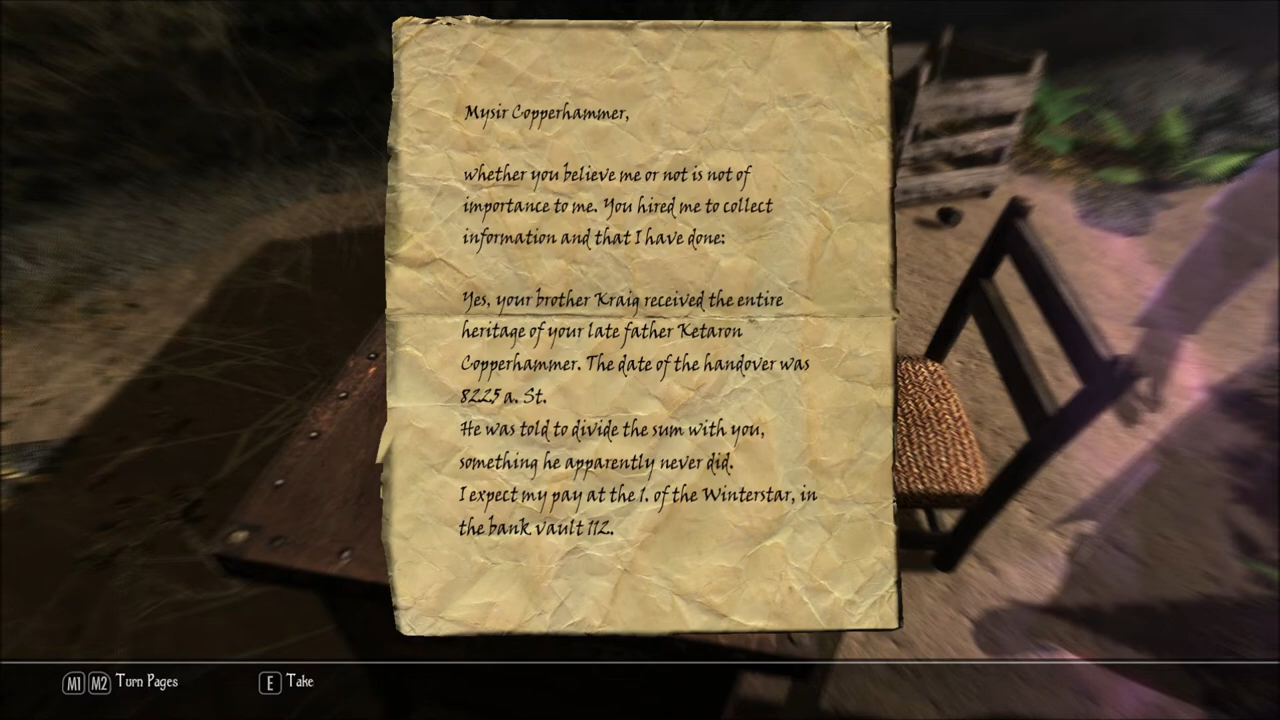 Mysir Copperhammer,
whether you believe me or not is not of
importance to me. You hired me to collect
information and that I have done:
Yes, your brother Kraig received the entire
heritage of your late father Ketaron
Copperhammer. The date of the handover was
8225 a. St.
He was told to divide the sum with you,
something he apparently never did.
I expect my pay at the 1. of the Winterstar, in
the bank vault 112.
M1 M2 Turn Pages
E Take